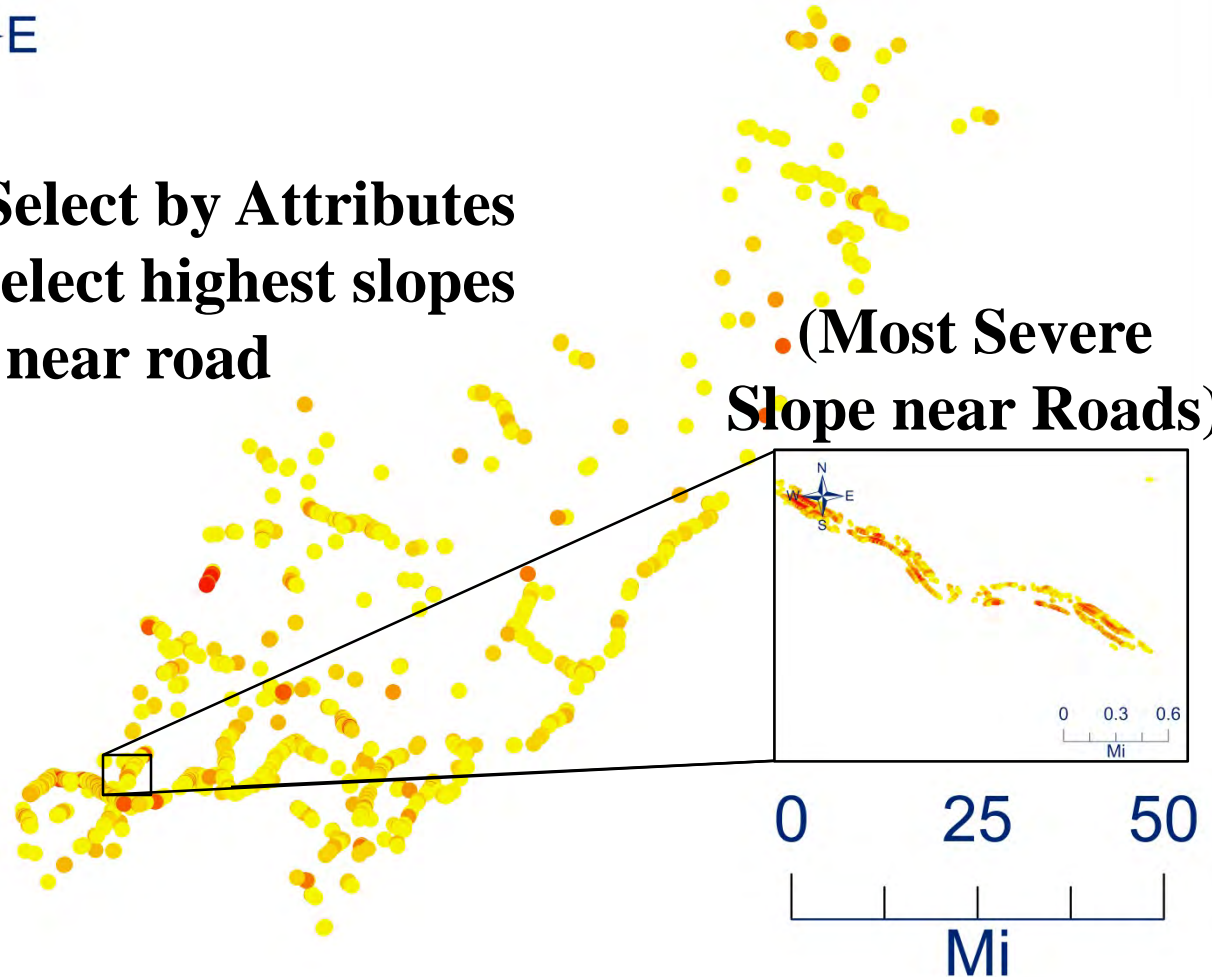 E
Select by Attributes
elect highest slopes
near road
(Most Severe
Slope near Roads)
N
W E
S
0 0.3 0.6
Mi
0 25 50
Mi